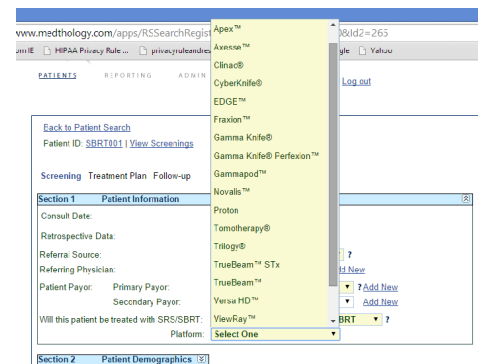 www.medthology.com/apps/RSSearchRegist
0&Id2=265
om IE HIPAA Privacy Rule ... privacyruleandres
gle Yahoo
PATIENTS REPORTING ADMIN Log out
Back to Patient Search
Patient ID: SBRT001 | View Screenings
Screening Treatment Plan Follow-up
Section 1 Patient Information
Consult Date:
Retrospective Data:
Referral Source: ?
Referring Physician: dd New
Patient Payor: Primary Payor: ? Add New
Secondary Payor: Add New
Will this patient be treated with SRS/SBRT: BRT ?
Platform: Select One
Apex™
Axesse™
Clinac®
CyberKnife®
EDGE™
Fraxion™
Gamma Knife®
Gamma Knife® Perfexion™
Gammapod™
Novalis™
Proton
Tomotherapy®
Trilogy®
TrueBeam™ STx
TrueBeam™
Versa HD™
ViewRay™
Section 2 Patient Demographics